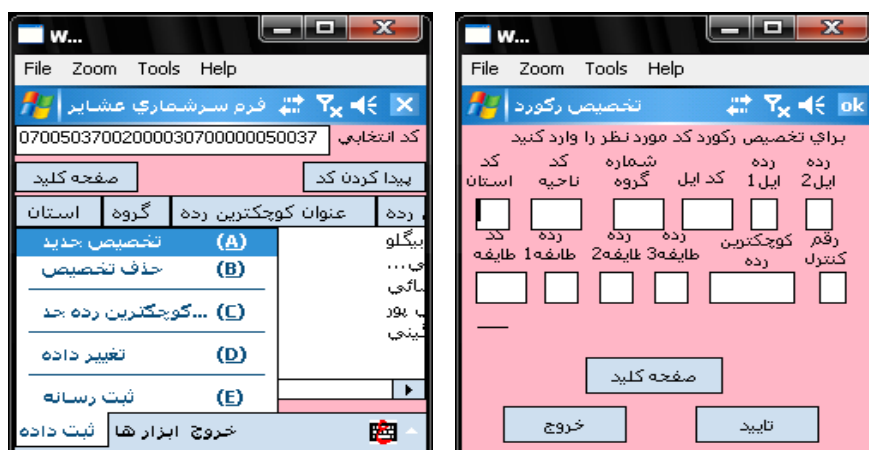 w...
File Zoom Tools Help
فرم سرشماري عشاير
کد انتخابي 07005037002000030700000050037
پيدا کردن کد صفحه کليد
رده عنوان کوچکترين رده گروه استان
بيگلو
تخصيص جديد (A)
حذف تخصيص (B)
کوچکترين رده جد... (C)
تغيير داده (D)
ثبت رسانه (E)
ثبت داده ابزار ها خروج
w...
File Zoom Tools Help
تخصيص رکورد ok
براي تخصيص رکورد کد مورد نظر را وارد کنيد
رده ايل2 رده ايل1 کد ايل شماره گروه کد ناحيه کد استان
رقم کنترل کوچکترين رده رده طايفه3 رده طايفه2 رده طايفه1 کد طايفه
صفحه کليد
تاييد خروج